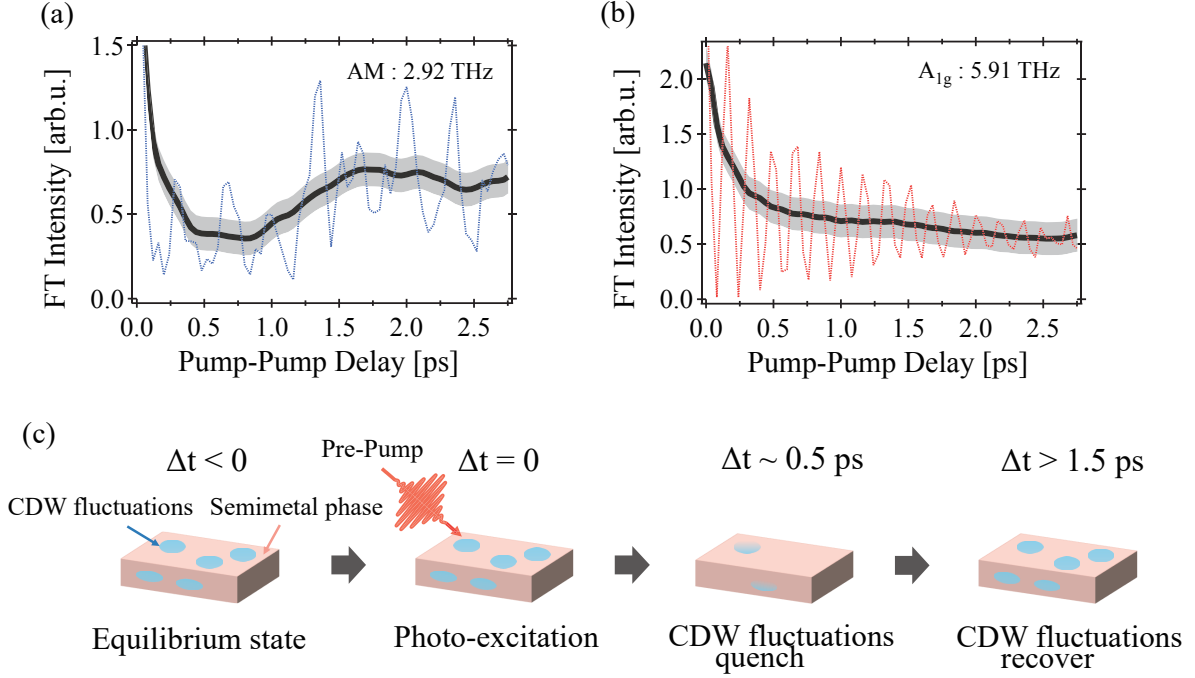 (a)
1.5
1.0
0.5
0.0
FT Intensity [arb.u.]
AM : 2.92 THz
0.0 0.5 1.0 1.5 2.0 2.5
Pump-Pump Delay [ps]
(b)
2.0
1.5
1.0
0.5
0.0
FT Intensity [arb.u.]
A1g : 5.91 THz
0.0 0.5 1.0 1.5 2.0 2.5
Pump-Pump Delay [ps]
(c)
Δt < 0
CDW fluctuations
Semimetal phase
Equilibrium state
Pre-Pump
Δt = 0
Photo-excitation
Δt ~ 0.5 ps
CDW fluctuations
quench
Δt > 1.5 ps
CDW fluctuations
recover